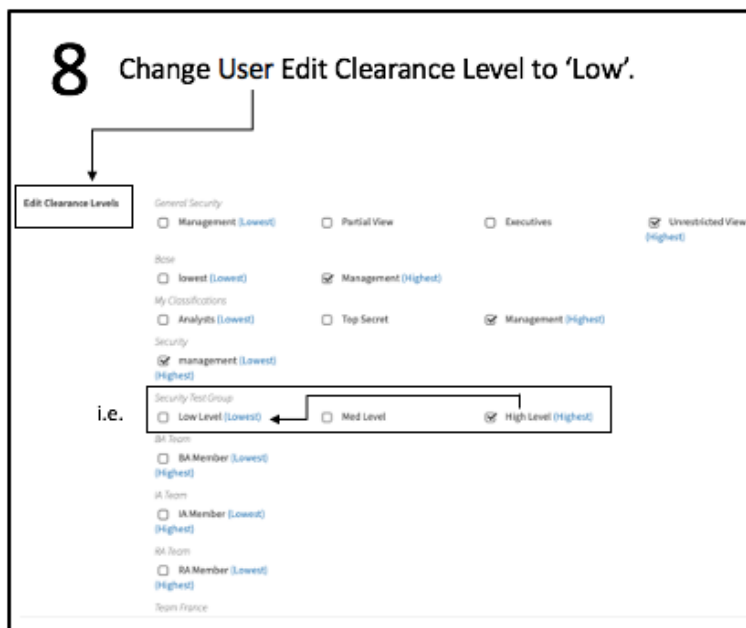 8 Change User Edit Clearance Level to ‘Low’.
Edit Clearance Levels
General Security
Management (Lowest) Partial View Executives Unrestricted View
(Highest)
Base
lowest (Lowest) Management (Highest)
My Classifications
Analysts (Lowest) Top Secret Management (Highest)
Security
management (Lowest)
(Highest)
i.e.
Security Test Group
Low Level (Lowest) Med Level High Level (Highest)
BA Team
BA Member (Lowest)
(Highest)
IA Team
IA Member (Lowest)
(Highest)
RA Team
RA Member (Lowest)
(Highest)
Team France